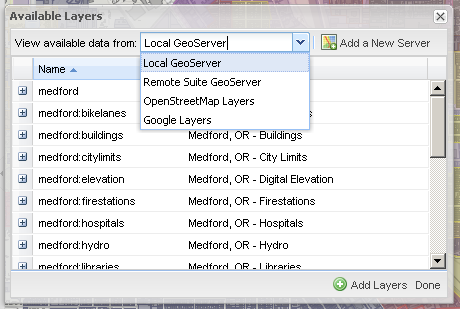 Available Layers
View available data from: Local GeoServer Add a New Server
Local GeoServer
Remote Suite GeoServer
OpenStreetMap Layers
Google Layers
Name
medford
medford:bikelanes
medford:buildings Medford, OR - Buildings
medford:citylimits Medford, OR - City Limits
medford:elevation Medford, OR - Digital Elevation
medford:firestations Medford, OR - Firestations
medford:hospitals Medford, OR - Hospitals
medford:hydro Medford, OR - Hydro
medford:libraries Medford, OR - Libraries
Add Layers Done